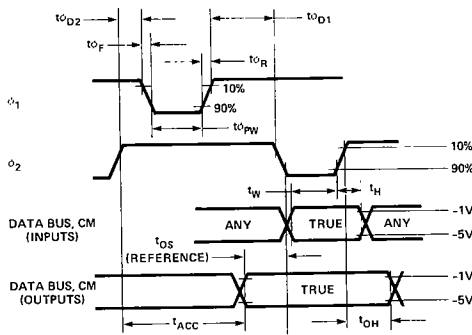 tφD2
tφD1
tφF
tφR
10%
90%
φ1
tφPW
φ2
10%
90%
tW
tH
DATA BUS, CM
(INPUTS)
ANY
TRUE
ANY
-1V
-5V
tOS
(REFERENCE)
DATA BUS, CM
(OUTPUTS)
TRUE
-1V
-5V
tACC
tOH